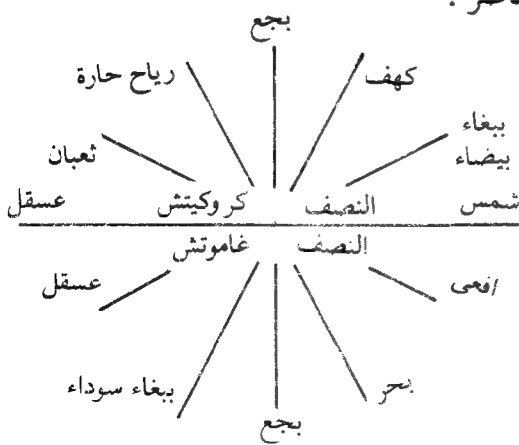 بجع
كهف
رياح حارة
ببغاء
بيضاء
ثعبان
شمس
النصف
كروكيتش
عسقل
النصف
غاموتش
افعى
عسقل
بحر
ببغاء سوداء
بجع